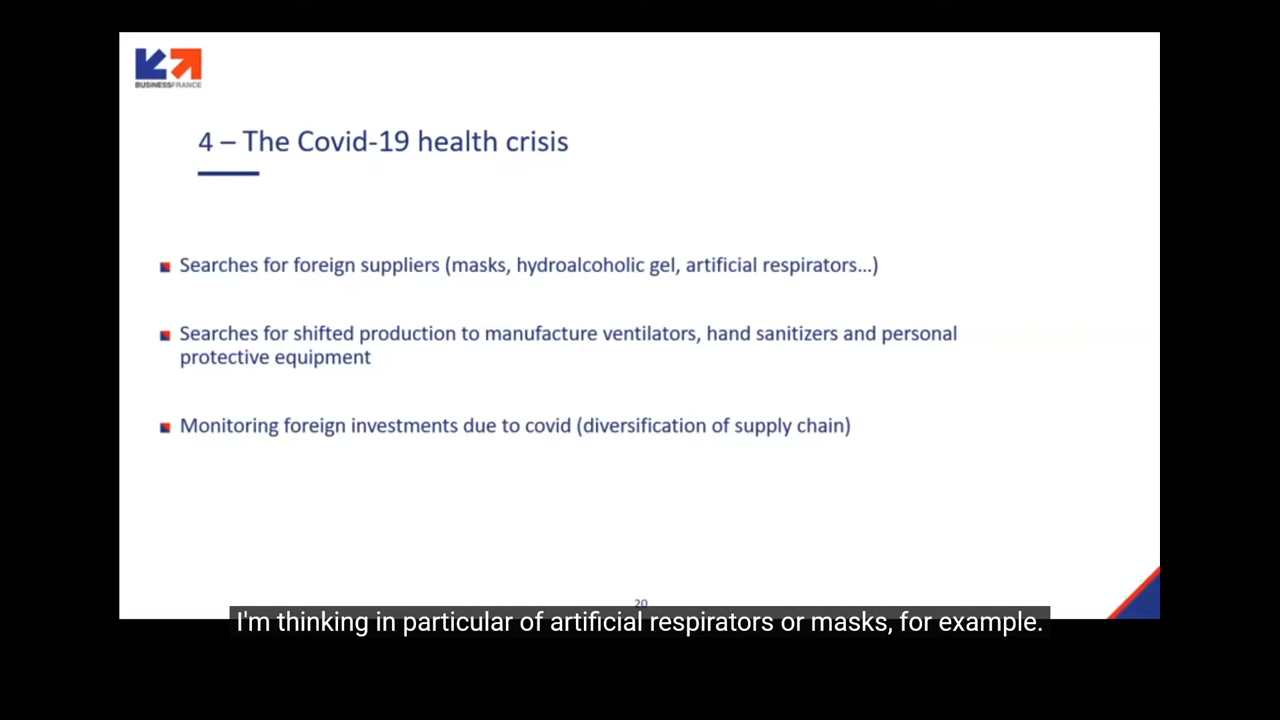 BUSINESSFRANCE
4 – The Covid-19 health crisis
Searches for foreign suppliers (masks, hydroalcoholic gel, artificial respirators...)
Searches for shifted production to manufacture ventilators, hand sanitizers and personal
protective equipment
Monitoring foreign investments due to covid (diversification of supply chain)
20
I'm thinking in particular of artificial respirators or masks, for example.